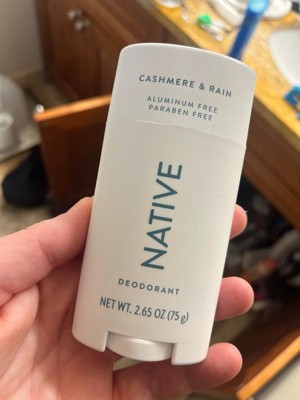 CASHMERE & RAIN
ALUMINUM FREE
PARABEN FREE
NATIVE
DEODORANT
NET WT. 2.65 OZ (75 g)